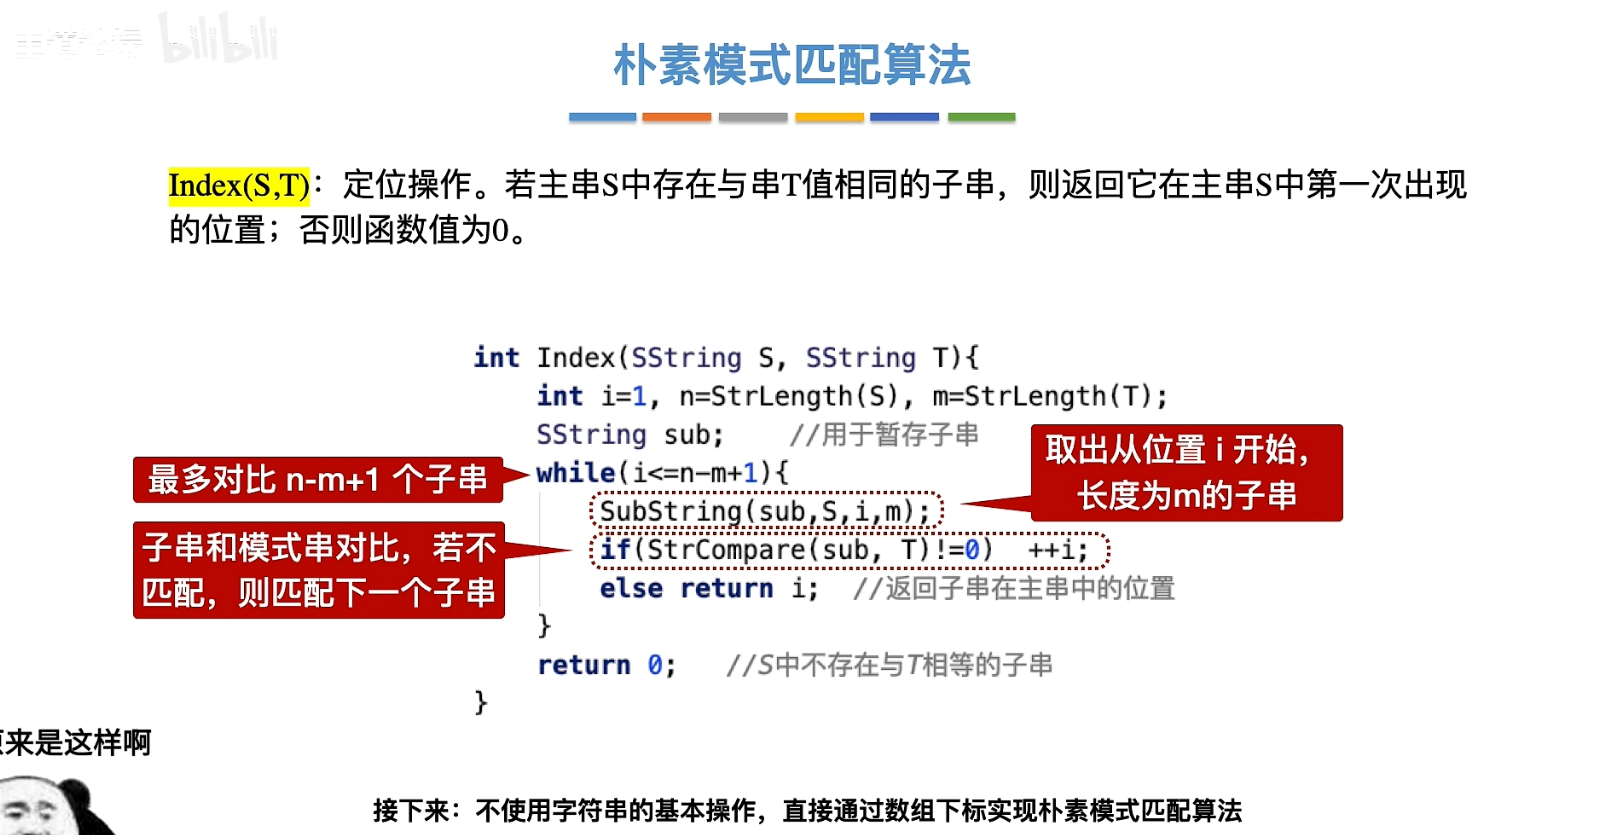 bilibili
朴素模式匹配算法
Index(S,T)：定位操作。若主串S中存在与串T值相同的子串，则返回它在主串S中第一次出现
的位置；否则函数值为0。
int Index(SString S, SString T){
int i=1, n=StrLength(S), m=StrLength(T);
SString sub; //用于暂存子串
取出从位置 i 开始，
长度为m的子串
最多对比 n-m+1 个子串
while(i<=n-m+1){
SubString(sub,S,i,m);
子串和模式串对比，若不
匹配，则匹配下一个子串
if(StrCompare(sub, T)!=0) ++i;
else return i; //返回子串在主串中的位置
}
return 0; //S中不存在与T相等的子串
}
来是这样啊
接下来：不使用字符串的基本操作，直接通过数组下标实现朴素模式匹配算法